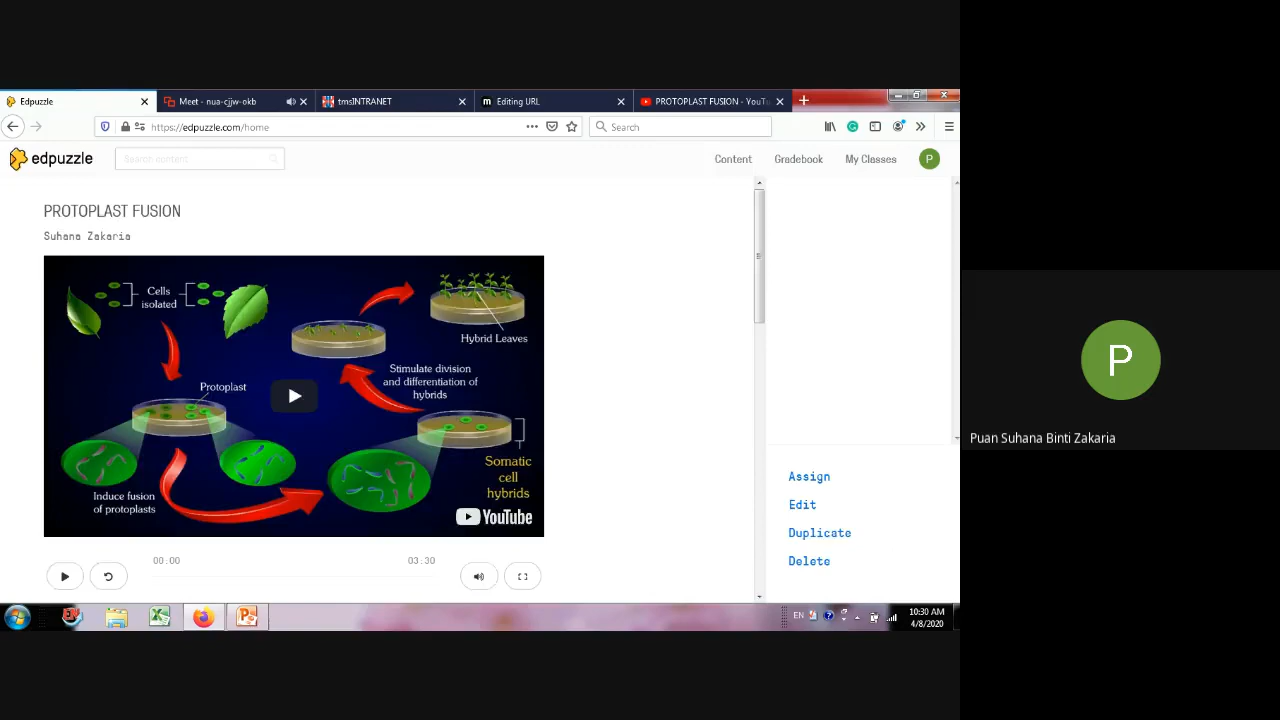 Edpuzzle
Meet - nua-cjjw-okb
tmsINTRANET
Editing URL
PROTOPLAST FUSION - YouTu
https://edpuzzle.com/home
Search
edpuzzle
Search content
Content
Gradebook
My Classes
P
PROTOPLAST FUSION
Suhana Zakaria
Cells
isolated
Hybrid Leaves
Protoplast
Stimulate division
and differentiation of
hybrids
Induce fusion
of protoplasts
Somatic
cell
hybrids
YouTube
00:00
03:30
Assign
Edit
Duplicate
Delete
EN
10:30 AM
4/8/2020
P
Puan Suhana Binti Zakaria